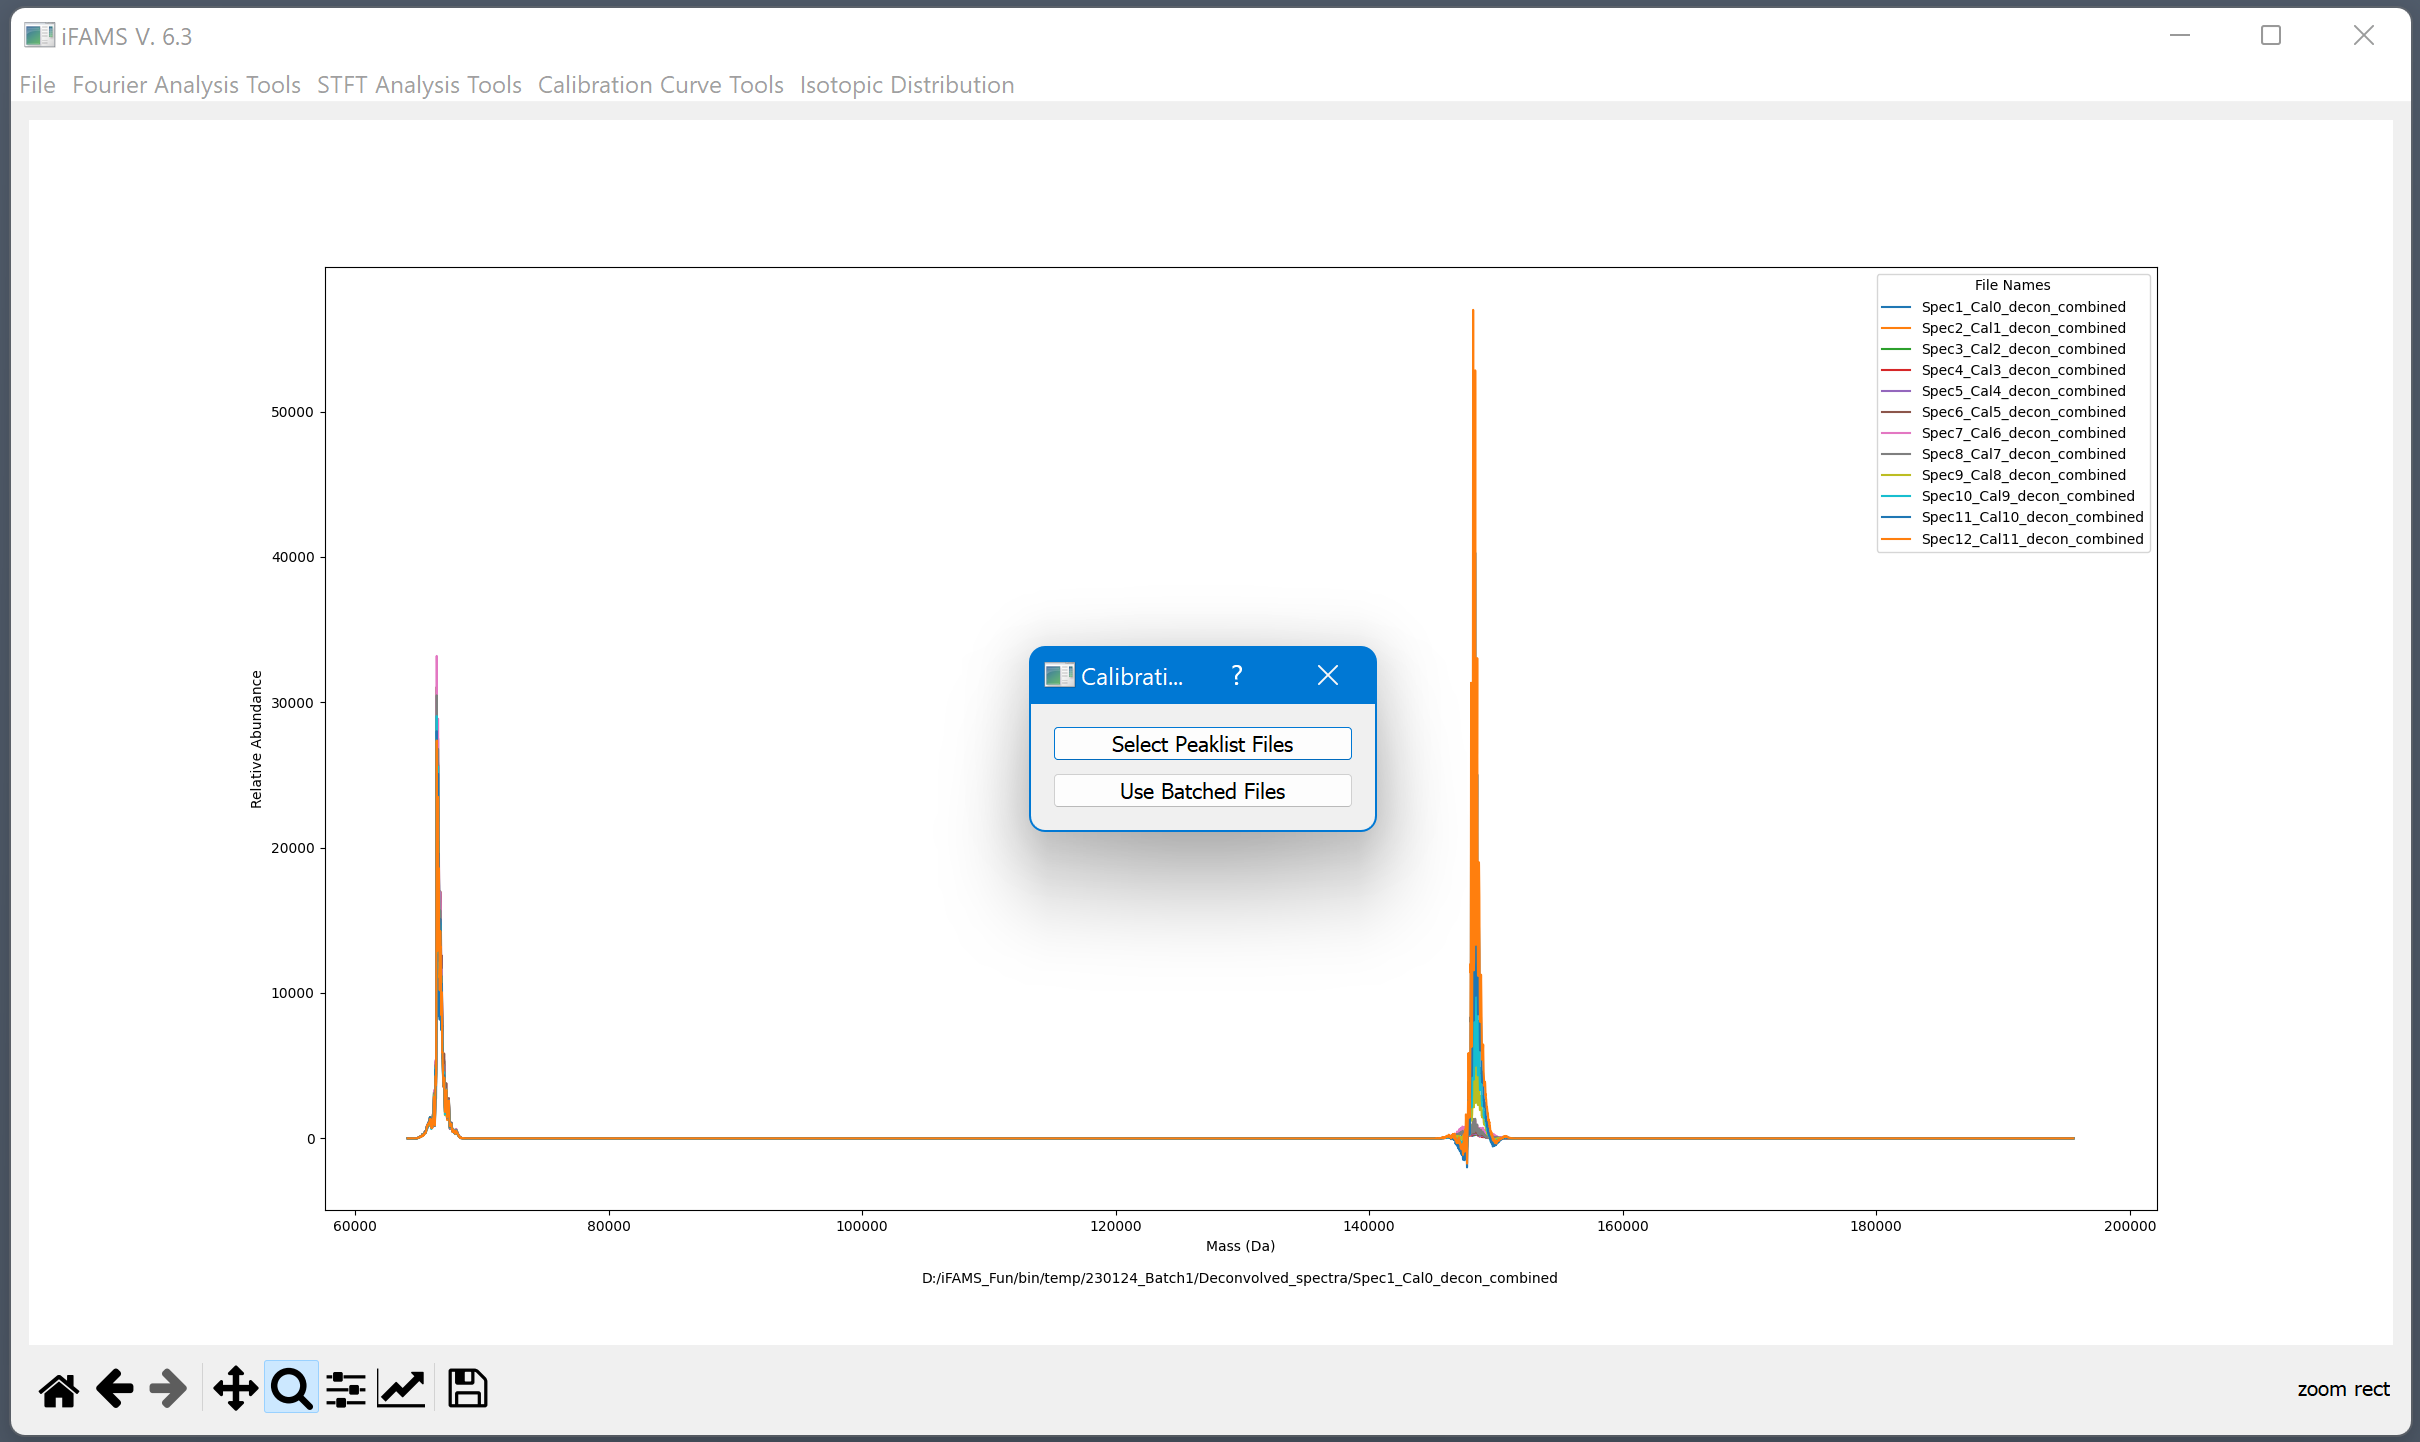 iFAMS V. 6.3
File Fourier Analysis Tools STFT Analysis Tools Calibration Curve Tools Isotopic Distribution
File Names
Spec1_Cal0_decon_combined
Spec2_Cal1_decon_combined
Spec3_Cal2_decon_combined
Spec4_Cal3_decon_combined
Spec5_Cal4_decon_combined
Spec6_Cal5_decon_combined
Spec7_Cal6_decon_combined
Spec8_Cal7_decon_combined
Spec9_Cal8_decon_combined
Spec10_Cal9_decon_combined
Spec11_Cal10_decon_combined
Spec12_Cal11_decon_combined
50000
40000
30000
20000
10000
0
Relative Abundance
Calibrati... ?
Select Peaklist Files
Use Batched Files
60000 80000 100000 120000 140000 160000 180000 200000
Mass (Da)
D:/iFAMS_Fun/bin/temp/230124_Batch1/Deconvolved_spectra/Spec1_Cal0_decon_combined
zoom rect